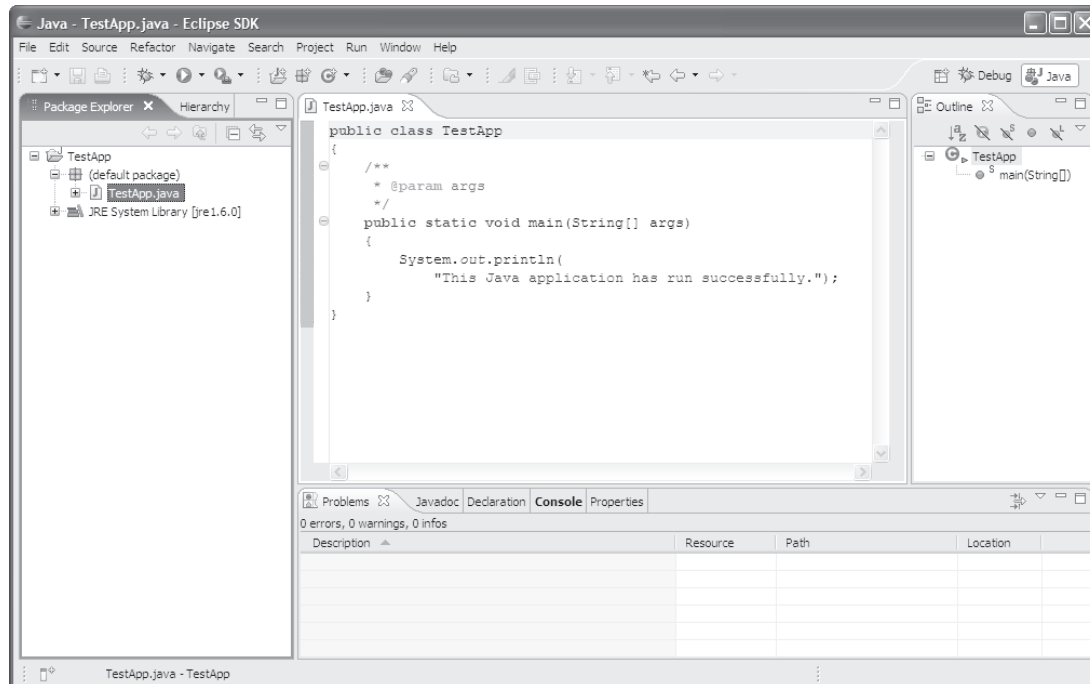 Java - TestApp.java - Eclipse SDK
File Edit Source Refactor Navigate Search Project Run Window Help
Debug Java
Package Explorer Hierarchy
TestApp
(default package)
TestApp.java
JRE System Library [jre1.6.0]
TestApp.java
public class TestApp
{
/**
* @param args
*/
public static void main(String[] args)
{
System.out.println(
"This Java application has run successfully.");
}
}
Outline
TestApp
main(String[])
Problems Javadoc Declaration Console Properties
0 errors, 0 warnings, 0 infos
Description Resource Path Location
TestApp.java - TestApp